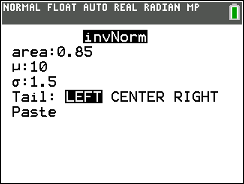 NORMAL FLOAT AUTO REAL RADIAN MP
invNorm
area:0.85
μ:10
σ:1.5
Tail: LEFT CENTER RIGHT
Paste